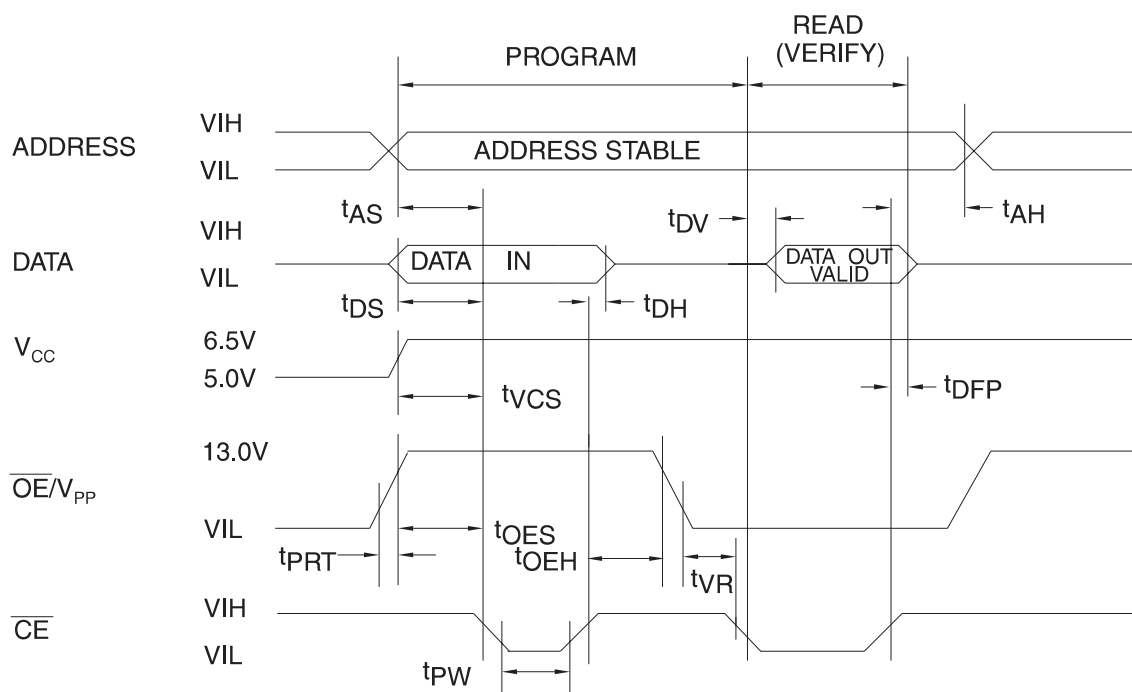 READ
(VERIFY)
PROGRAM
ADDRESS
VIH
VIL
ADDRESS STABLE
tAS
tDV
tAH
DATA
VIH
VIL
DATA IN
DATA OUT
VALID
tDS
tDH
VCC
6.5V
5.0V
tVCS
tDFP
OE/VPP
13.0V
VIL
tPRT
tOES
tOEH
tVR
CE
VIH
VIL
tPW